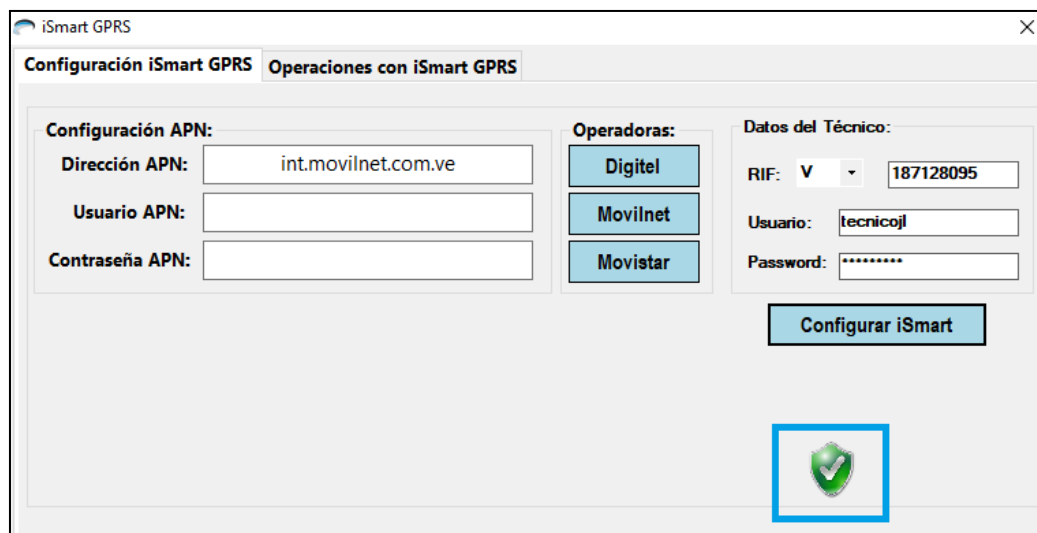 iSmart GPRS
Configuración iSmart GPRS
Operaciones con iSmart GPRS
Configuración APN:
Dirección APN: int.movilnet.com.ve
Usuario APN:
Contraseña APN:
Operadoras:
Digitel
Movilnet
Movistar
Datos del Técnico:
RIF: V 187128095
Usuario: tecnicojl
Password: *********
Configurar iSmart